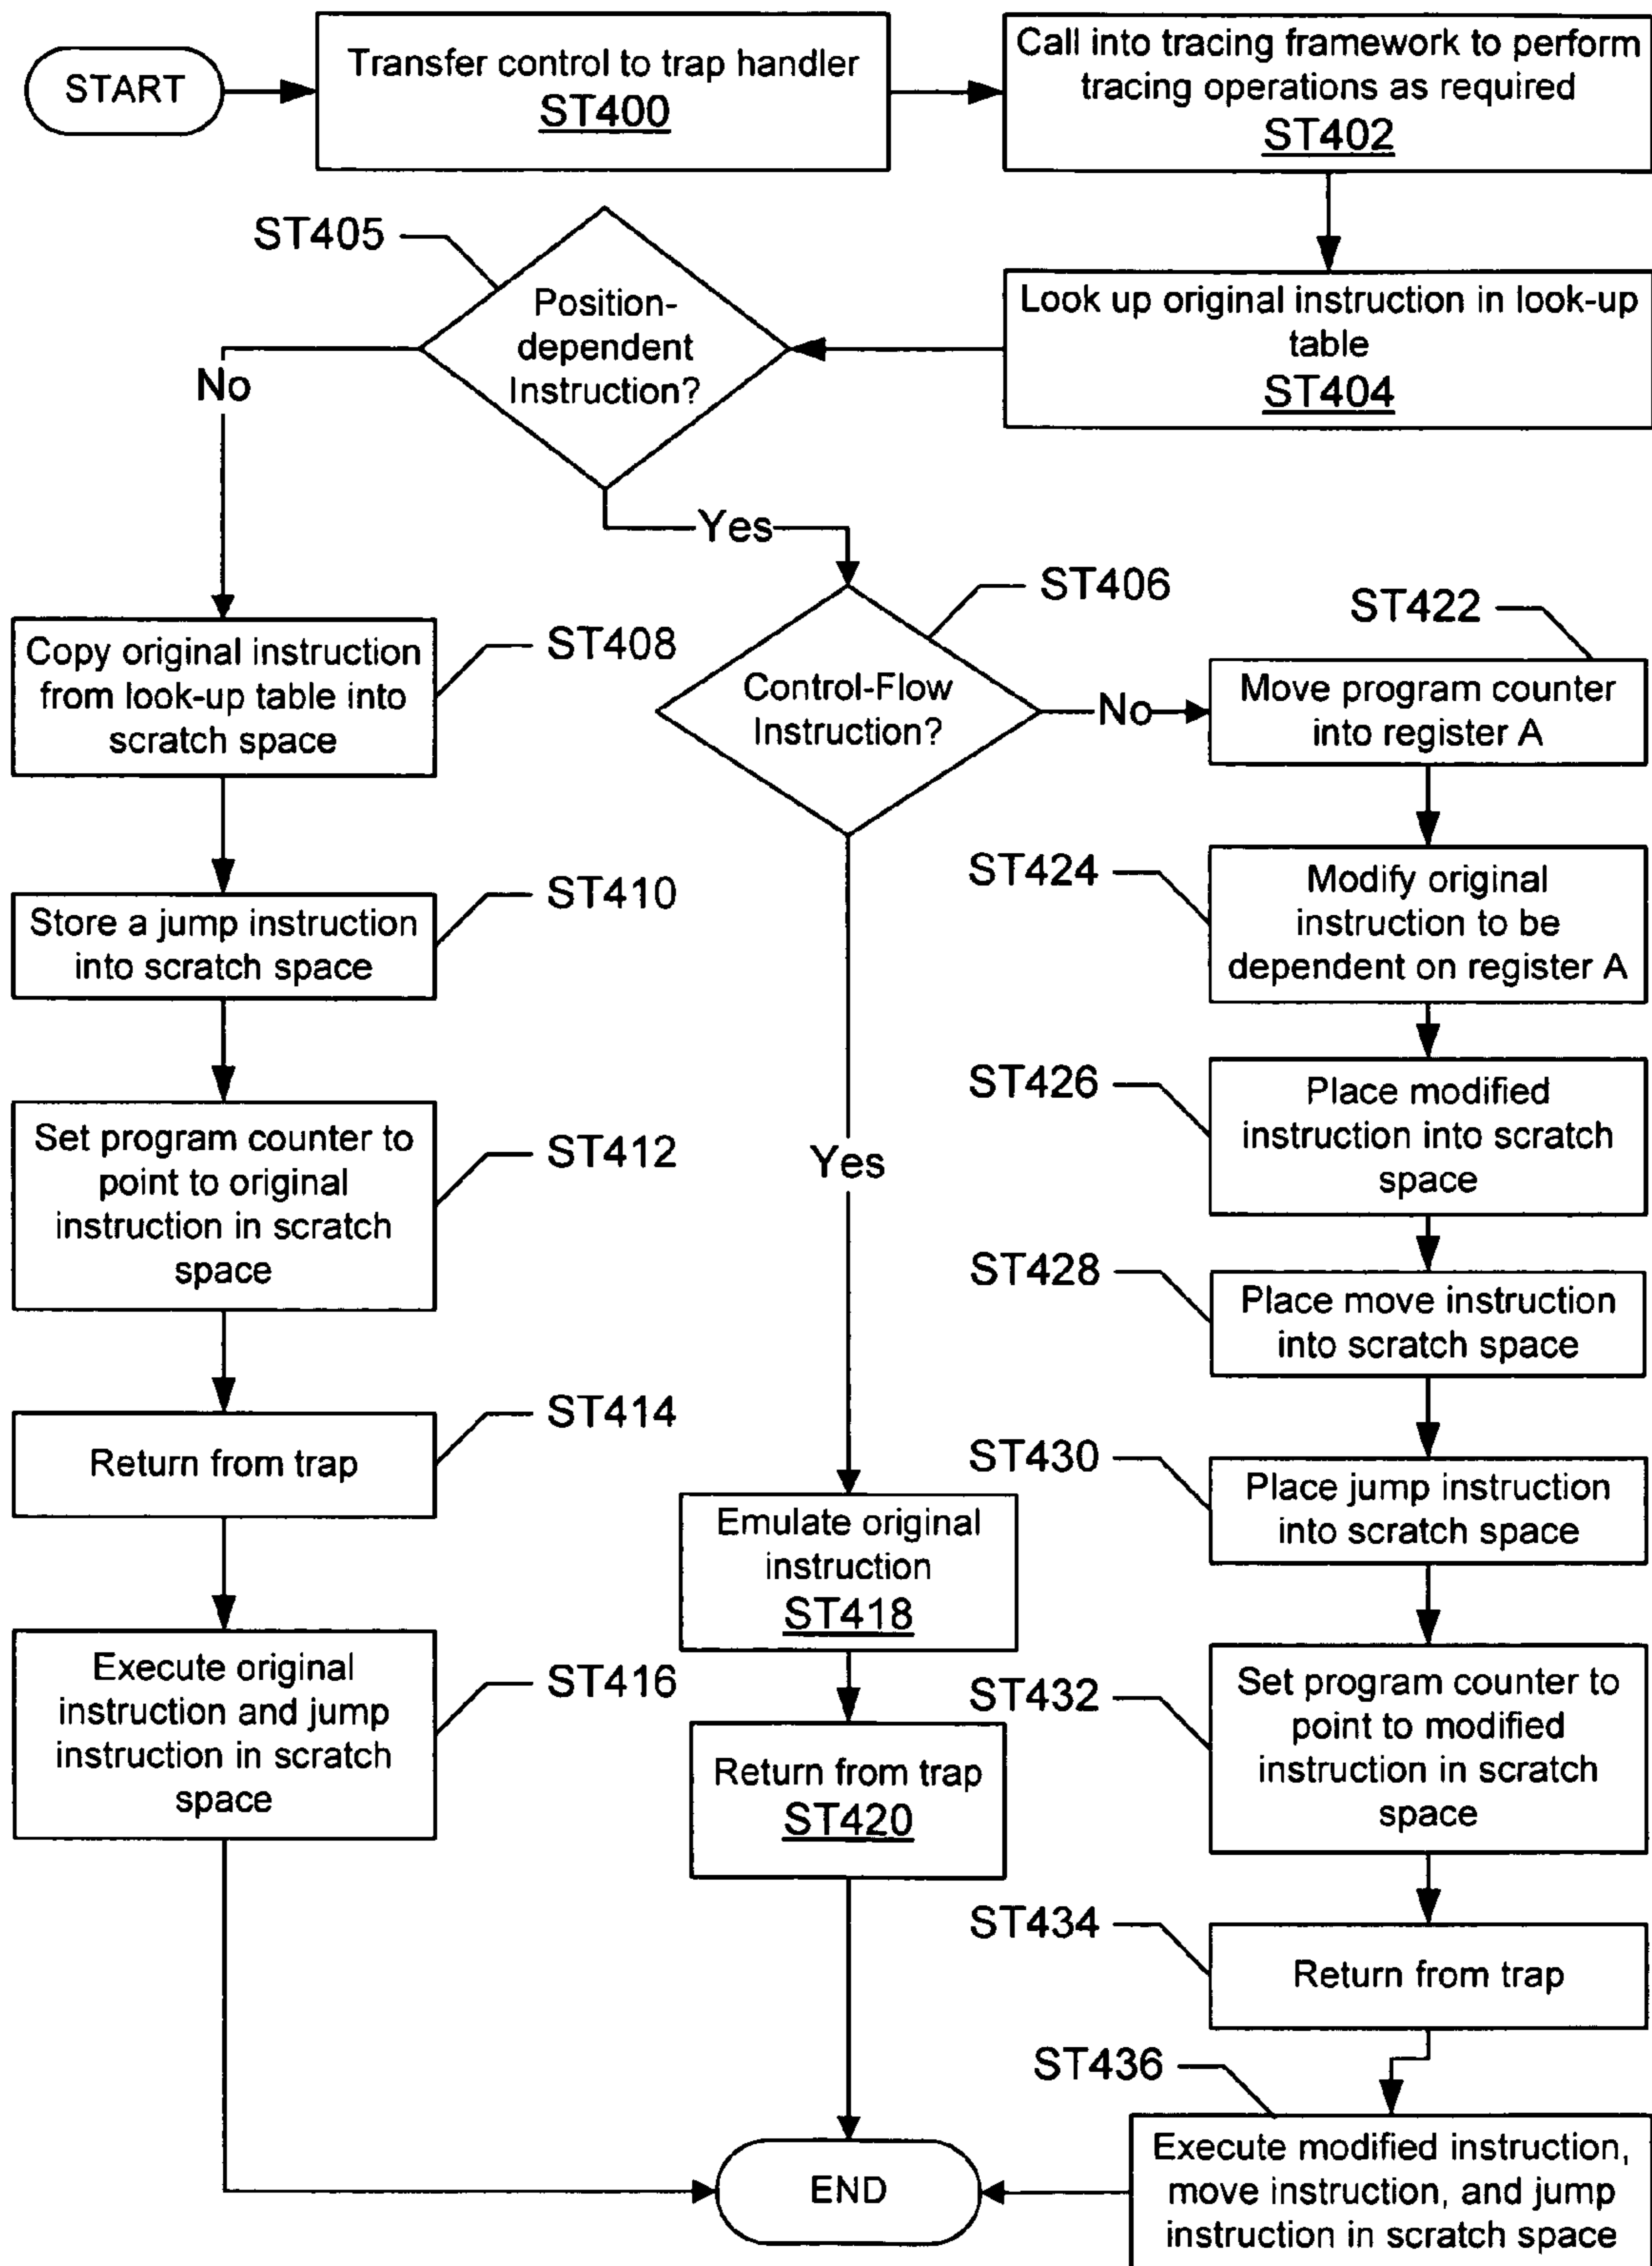 START
Transfer control to trap handler
ST400
Call into tracing framework to perform
tracing operations as required
ST402
ST405
Position-
dependent
Instruction?
Look up original instruction in look-up
table
ST404
No
Yes
ST406
ST422
Copy original instruction
from look-up table into
scratch space
ST408
Control-Flow
Instruction?
No
Move program counter
into register A
ST424
Modify original
instruction to be
dependent on register A
Store a jump instruction
into scratch space
ST410
ST426
Place modified
instruction into scratch
space
Set program counter to
point to original
instruction in scratch
space
ST412
Yes
ST428
Place move instruction
into scratch space
Return from trap
ST414
ST430
Place jump instruction
into scratch space
Emulate original
instruction
ST418
Execute original
instruction and jump
instruction in scratch
space
ST416
ST432
Set program counter to
point to modified
instruction in scratch
space
Return from trap
ST420
ST434
Return from trap
ST436
Execute modified instruction,
move instruction, and jump
instruction in scratch space
END